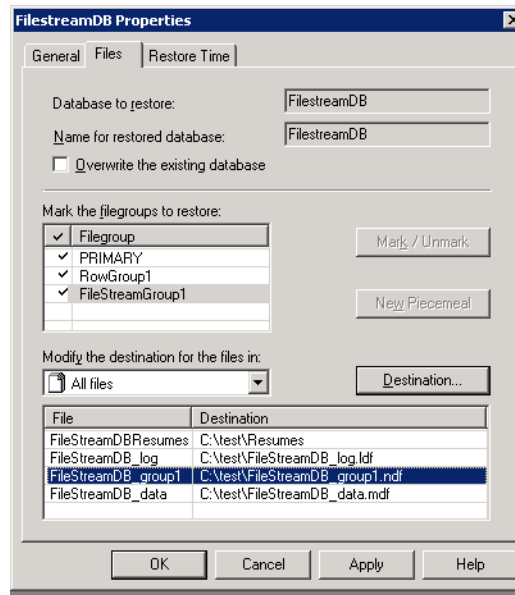 FilestreamDB Properties
General Files Restore Time
Database to restore: FilestreamDB
Name for restored database: FilestreamDB
Overwrite the existing database
Mark the filegroups to restore:
Filegroup
PRIMARY
RowGroup1
FileStreamGroup1
Mark / Unmark
New Piecemeal
Modify the destination for the files in:
All files
Destination...
File Destination
FileStreamDBResumes C:\test\Resumes
FileStreamDB_log C:\test\FileStreamDB_log.ldf
FileStreamDB_group1 C:\test\FileStreamDB_group1.ndf
FileStreamDB_data C:\test\FileStreamDB_data.mdf
OK Cancel Apply Help